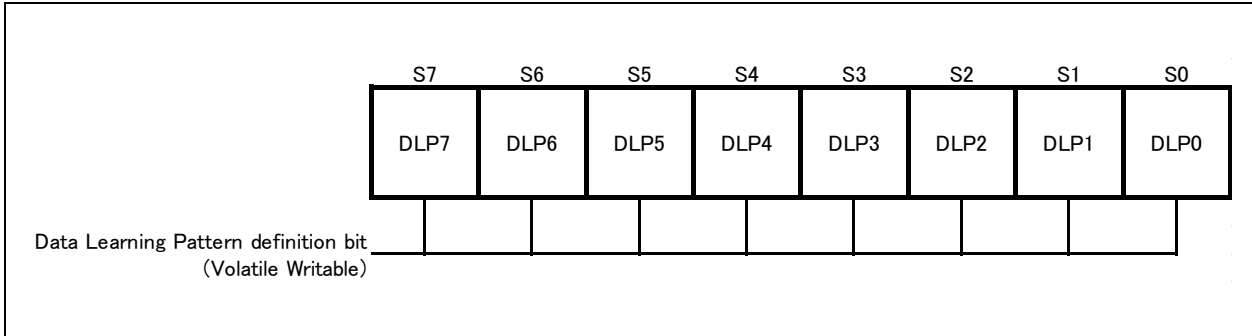 S7 S6 S5 S4 S3 S2 S1 S0
DLP7 DLP6 DLP5 DLP4 DLP3 DLP2 DLP1 DLP0
Data Learning Pattern definition bit
(Volatile Writable)